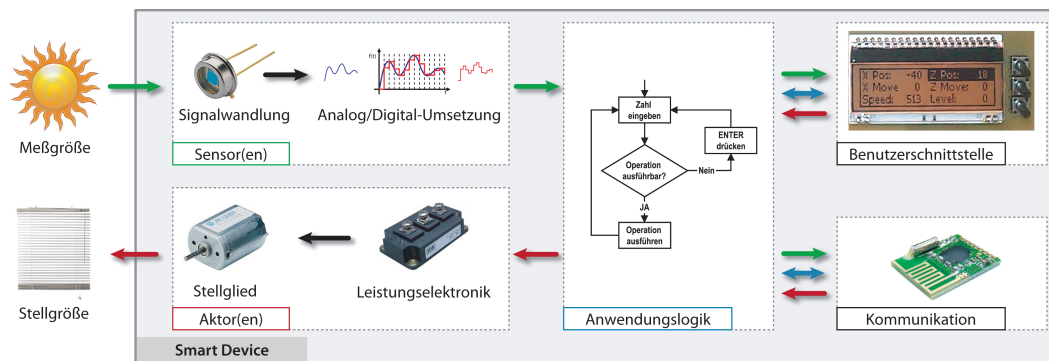 Meßgröße
Signalwandlung
f(t)
Analog/Digital-Umsetzung
Sensor(en)
Stellgröße
Stellglied
Leistungselektronik
Aktor(en)
Zahl
eingeben
ENTER
drücken
Operation
ausführbar?
Nein
JA
Operation
ausführen
Anwendungslogik
X Pos: -40 Z Pos: 18
X Move 0 Z Move: 0
Speed: 513 Level: 0
Benutzerschnittstelle
Kommunikation
Smart Device